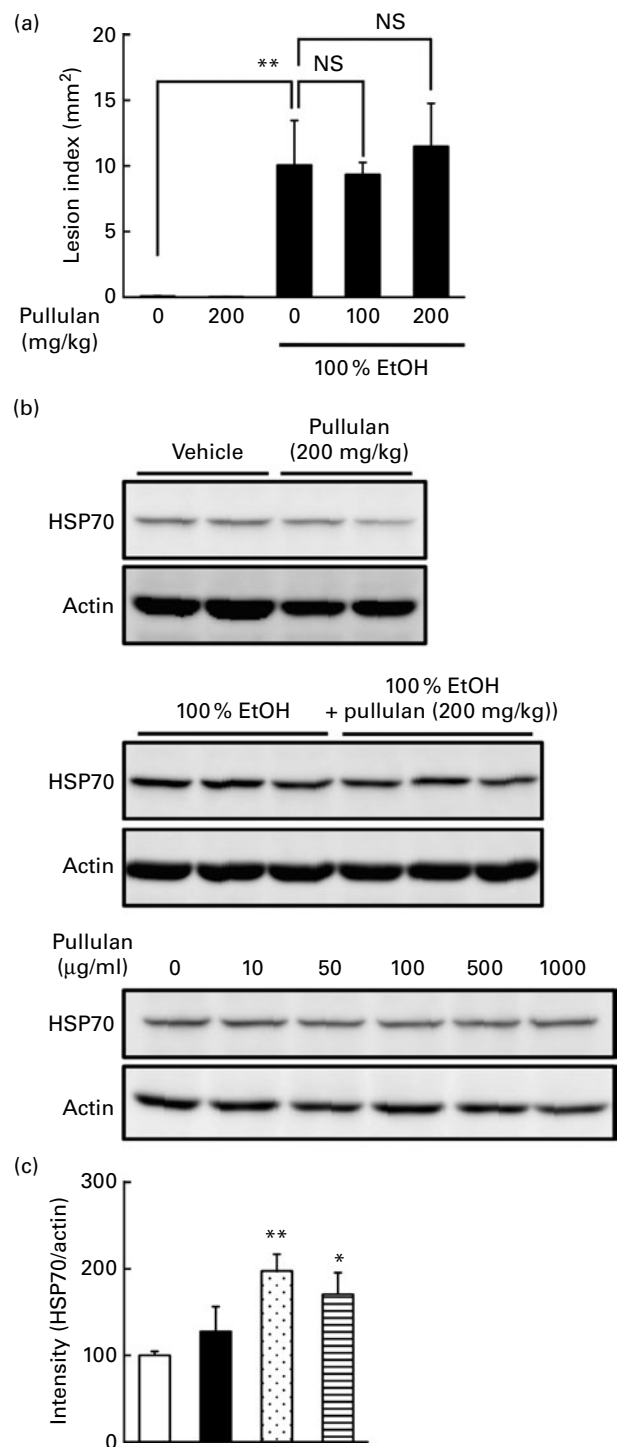 (a)
20
15
10
5
0
Lesion index (mm2)
**
NS
NS
Pullulan
(mg/kg)
0 200 0 100 200
100 % EtOH
(b)
Vehicle
Pullulan
(200 mg/kg)
HSP70
Actin
100 % EtOH
100 % EtOH
+ pullulan (200 mg/kg))
HSP70
Actin
Pullulan
(μg/ml)
0 10 50 100 500 1000
HSP70
Actin
(c)
300
200
100
0
Intensity (HSP70/actin)
**
*